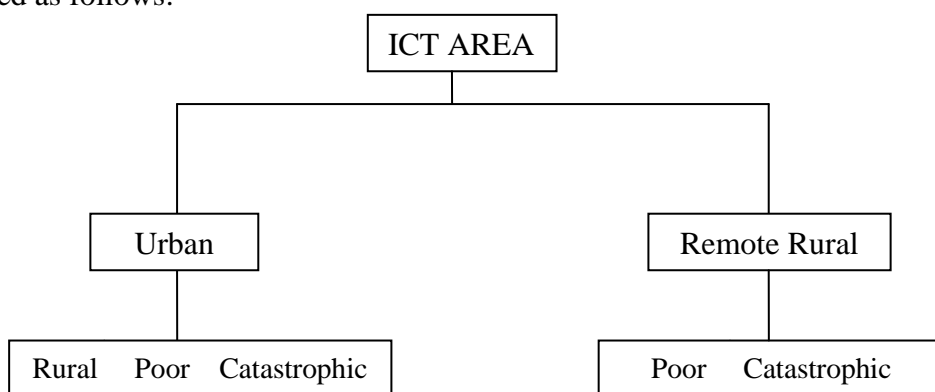 ed as follows:
ICT AREA
Urban
Remote Rural
Rural Poor Catastrophic
Poor Catastrophic